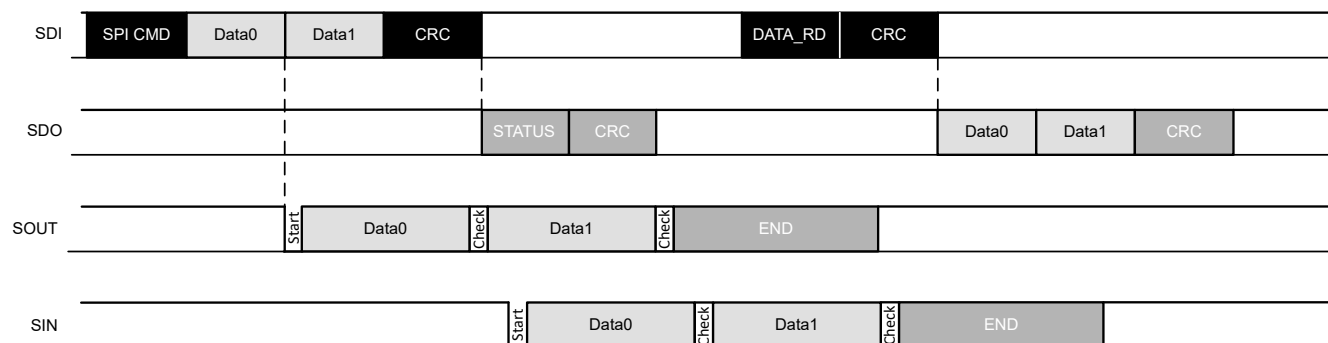 SDI SPI CMD Data0 Data1 CRC DATA_RD CRC
SDO STATUS CRC Data0 Data1 CRC
SOUT Start Data0 Check Data1 Check END
SIN Start Data0 Check Data1 Check END